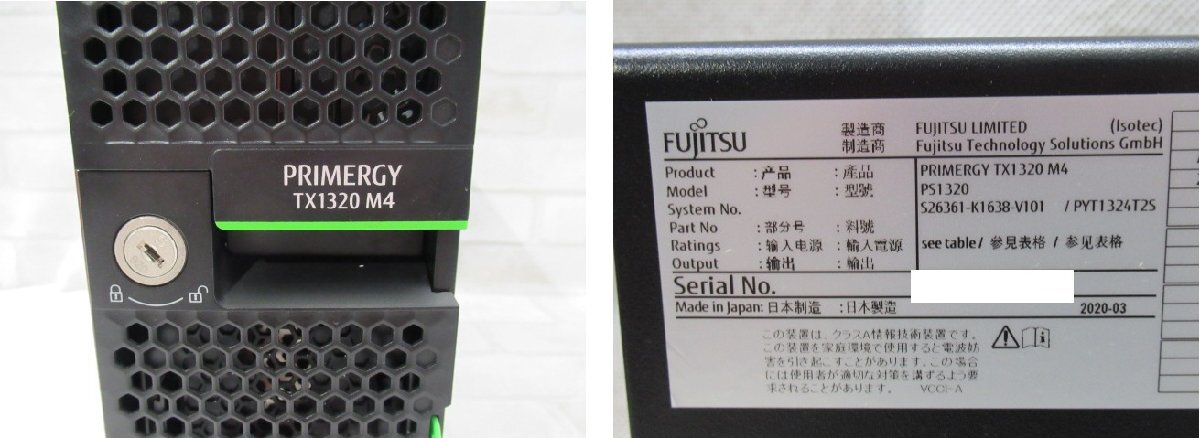 PRIMERGY
TX1320 M4
FUJITSU
製造商 FUJITSU LIMITED (Isotec)
制造商 Fujitsu Technology Solutions GmbH
Product :产品 :產品 PRIMERGY TX1320 M4
Model :型号 :型號 PS1320
System No. S26361-K1638-V101 / PYT1324T2S
Part No :部分号 :料號
Ratings :输入电源 :輸入電源 see table/ 参見表格 / 参见表格
Output :输出 :輸出
Serial No.
Made in Japan: 日本制造 :日本製造 2020-03
この装置は、クラスA情報技術装置です。
この装置を家庭環境で使用すると電波妨
害を引き起こすことがあります。この場合
には使用者が適切な対策を講ずるよう要
求されることがあります。 VCCI-A